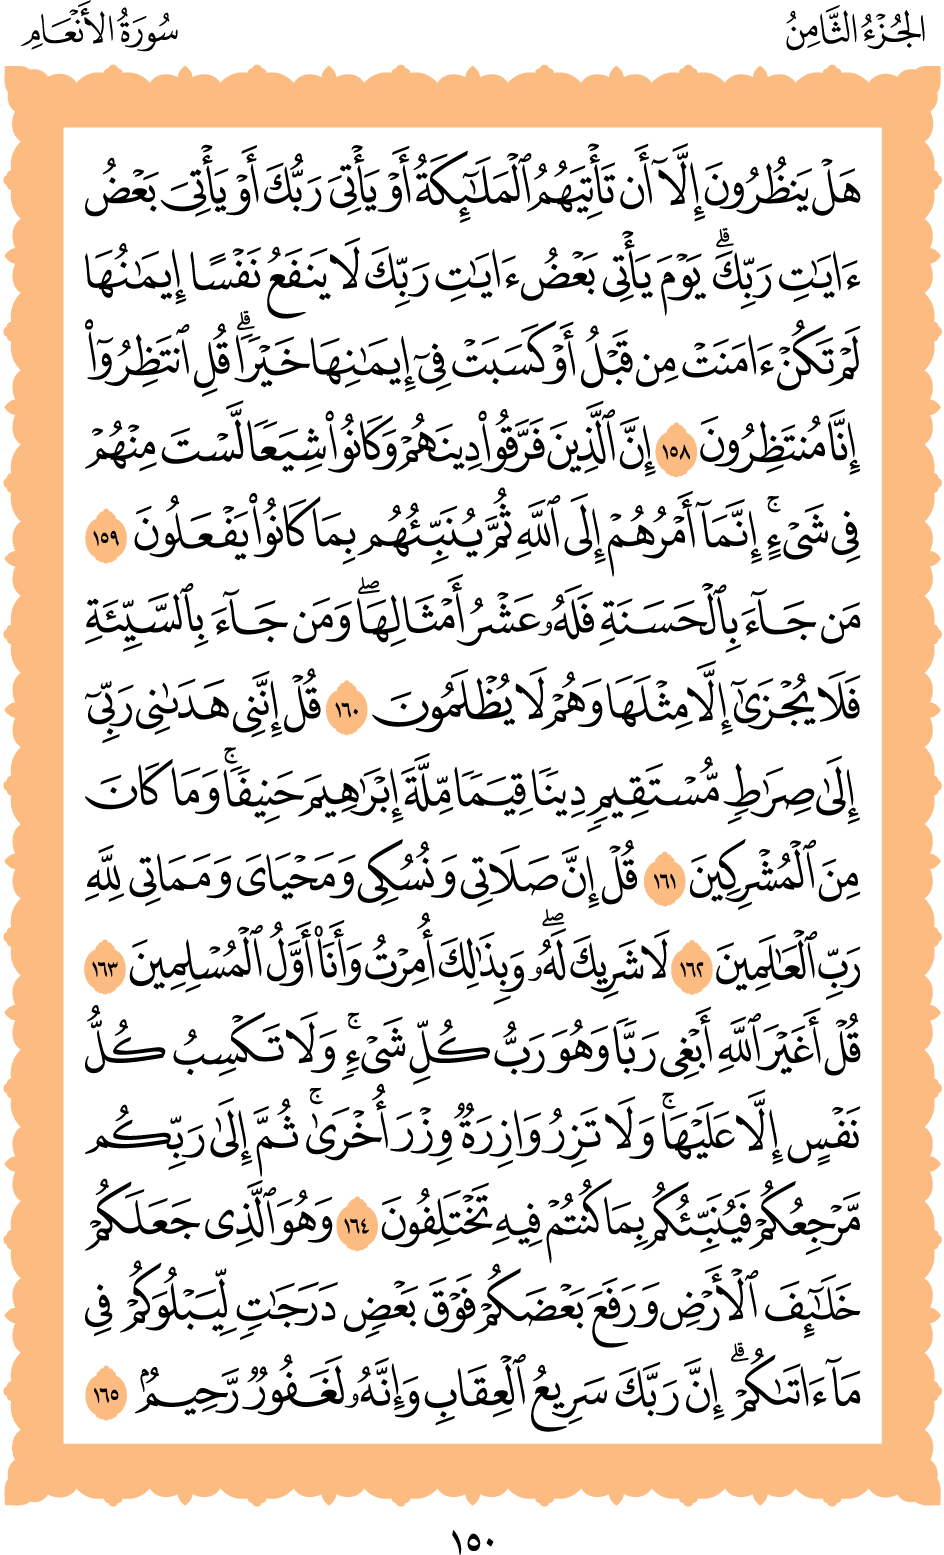 الجُزْءُ الثَّامِنُ
سُورَةُ الأَنْعَامِ
هَلْ يَنظُرُونَ إِلَّآ أَن تَأْتِيَهُمُ ٱلْمَلَٰٓئِكَةُ أَوْ يَأْتِىَ رَبُّكَ أَوْ يَأْتِىَ بَعْضُ
ءَايَٰتِ رَبِّكَ ۗ يَوْمَ يَأْتِى بَعْضُ ءَايَٰتِ رَبِّكَ لَا يَنفَعُ نَفْسًا إِيمَٰنُهَا
لَمْ تَكُنْ ءَامَنَتْ مِن قَبْلُ أَوْ كَسَبَتْ فِىٓ إِيمَٰنِهَا خَيْرًا ۗ قُلِ ٱنتَظِرُوٓا۟
إِنَّا مُنتَظِرُونَ ١٥٨ إِنَّ ٱلَّذِينَ فَرَّقُوا۟ دِينَهُمْ وَكَانُوا۟ شِيَعًا لَّسْتَ مِنْهُمْ
فِى شَىْءٍ ۚ إِنَّمَآ أَمْرُهُمْ إِلَى ٱللَّهِ ثُمَّ يُنَبِّئُهُم بِمَا كَانُوا۟ يَفْعَلُونَ ١٥٩
مَن جَآءَ بِٱلْحَسَنَةِ فَلَهُۥ عَشْرُ أَمْثَالِهَا ۖ وَمَن جَآءَ بِٱلسَّيِّئَةِ
فَلَا يُجْزَىٰٓ إِلَّا مِثْلَهَا وَهُمْ لَا يُظْلَمُونَ ١٦٠ قُلْ إِنَّنِى هَدَىٰنِى رَبِّىٓ
إِلَىٰ صِرَٰطٍ مُّسْتَقِيمٍ دِينًا قِيَمًا مِّلَّةَ إِبْرَٰهِيمَ حَنِيفًا ۚ وَمَا كَانَ
مِنَ ٱلْمُشْرِكِينَ ١٦١ قُلْ إِنَّ صَلَاتِى وَنُسُكِى وَمَحْيَاىَ وَمَمَاتِى لِلَّهِ
رَبِّ ٱلْعَٰلَمِينَ ١٦٢ لَا شَرِيكَ لَهُۥ ۖ وَبِذَٰلِكَ أُمِرْتُ وَأَنَا۠ أَوَّلُ ٱلْمُسْلِمِينَ ١٦٣
قُلْ أَغَيْرَ ٱللَّهِ أَبْغِى رَبًّا وَهُوَ رَبُّ كُلِّ شَىْءٍ ۚ وَلَا تَكْسِبُ كُلُّ
نَفْسٍ إِلَّا عَلَيْهَا ۚ وَلَا تَزِرُ وَازِرَةٌ وِزْرَ أُخْرَىٰ ۚ ثُمَّ إِلَىٰ رَبِّكُم
مَّرْجِعُكُمْ فَيُنَبِّئُكُم بِمَا كُنتُمْ فِيهِ تَخْتَلِفُونَ ١٦٤ وَهُوَ ٱلَّذِى جَعَلَكُمْ
خَلَٰٓئِفَ ٱلْأَرْضِ وَرَفَعَ بَعْضَكُمْ فَوْقَ بَعْضٍ دَرَجَٰتٍ لِّيَبْلُوَكُمْ فِى
مَآ ءَاتَىٰكُمْ ۗ إِنَّ رَبَّكَ سَرِيعُ ٱلْعِقَابِ وَإِنَّهُۥ لَغَفُورٌ رَّحِيمٌۢ ١٦٥
١٥٠